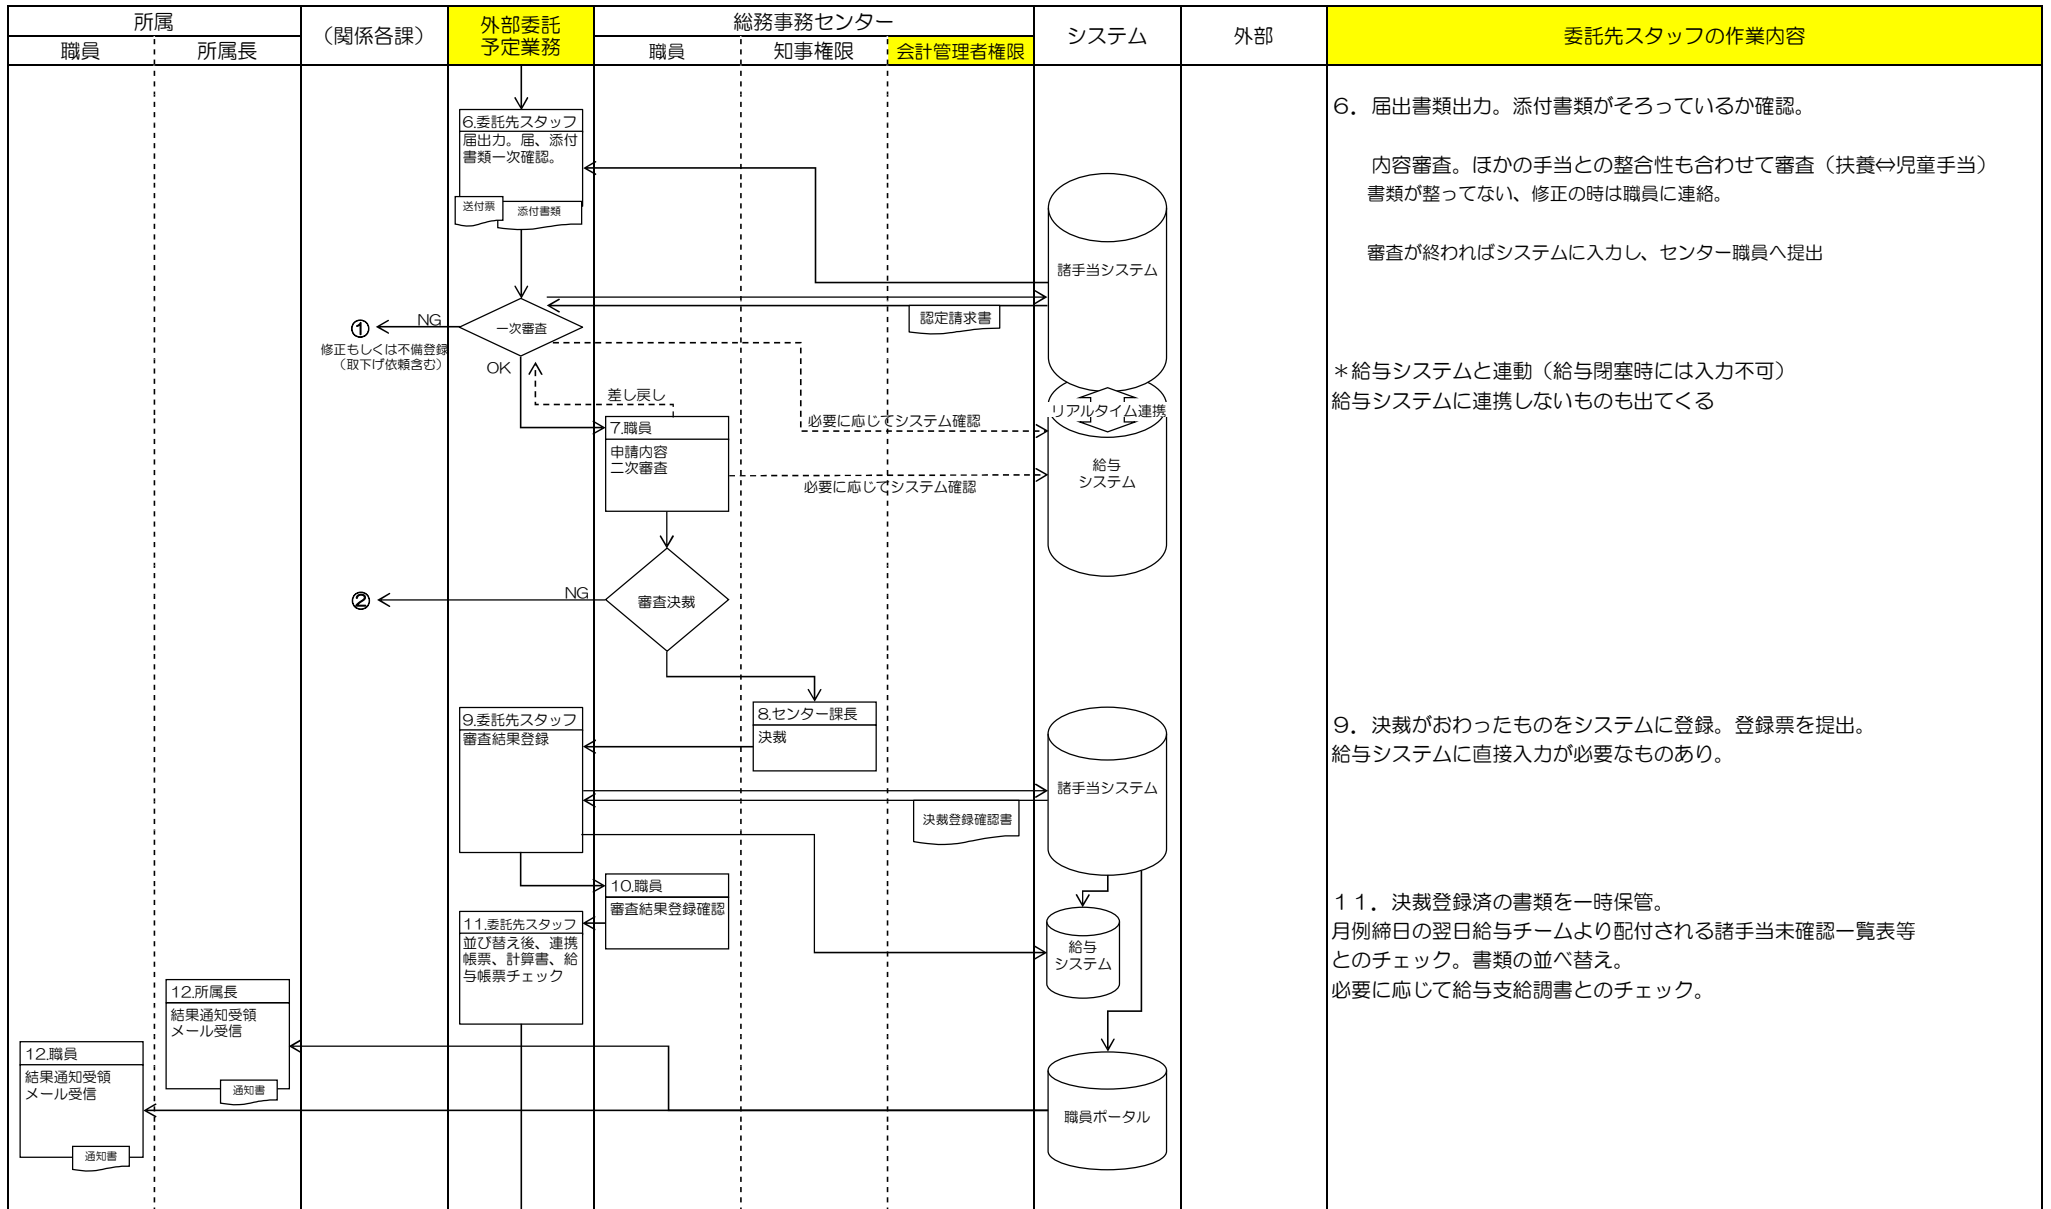 所属
職員
所属長
（関係各課）
外部委託
予定業務
総務事務センター
職員
知事権限
会計管理者権限
システム
外部
委託先スタッフの作業内容
6.委託先スタッフ
届出力。届、添付
書類一次確認。
送付票
添付書類
諸手当システム
認定請求書
一次審査
NG
①
修正もしくは不備登録
（取下げ依頼含む）
OK
差し戻し
7.職員
申請内容
二次審査
必要に応じてシステム確認
必要に応じてシステム確認
リアルタイム連携
給与
システム
審査決裁
NG
②
8.センター課長
決裁
9.委託先スタッフ
審査結果登録
諸手当システム
決裁登録確認書
10.職員
審査結果登録確認
11.委託先スタッフ
並び替え後、連携
帳票、計算書、給
与帳票チェック
給与
システム
12.所属長
結果通知受領
メール受信
通知書
12.職員
結果通知受領
メール受信
通知書
職員ポータル
６．届出書類出力。添付書類がそろっているか確認。
内容審査。ほかの手当との整合性も合わせて審査（扶養⇔児童手当）
書類が整ってない、修正の時は職員に連絡。
審査が終わればシステムに入力し、センター職員へ提出
＊給与システムと連動（給与閉塞時には入力不可）
給与システムに連携しないものも出てくる
９．決裁がおわったものをシステムに登録。登録票を提出。
給与システムに直接入力が必要なものあり。
１１．決裁登録済の書類を一時保管。
月例締日の翌日給与チームより配付される諸手当未確認一覧表等
とのチェック。書類の並べ替え。
必要に応じて給与支給調書とのチェック。